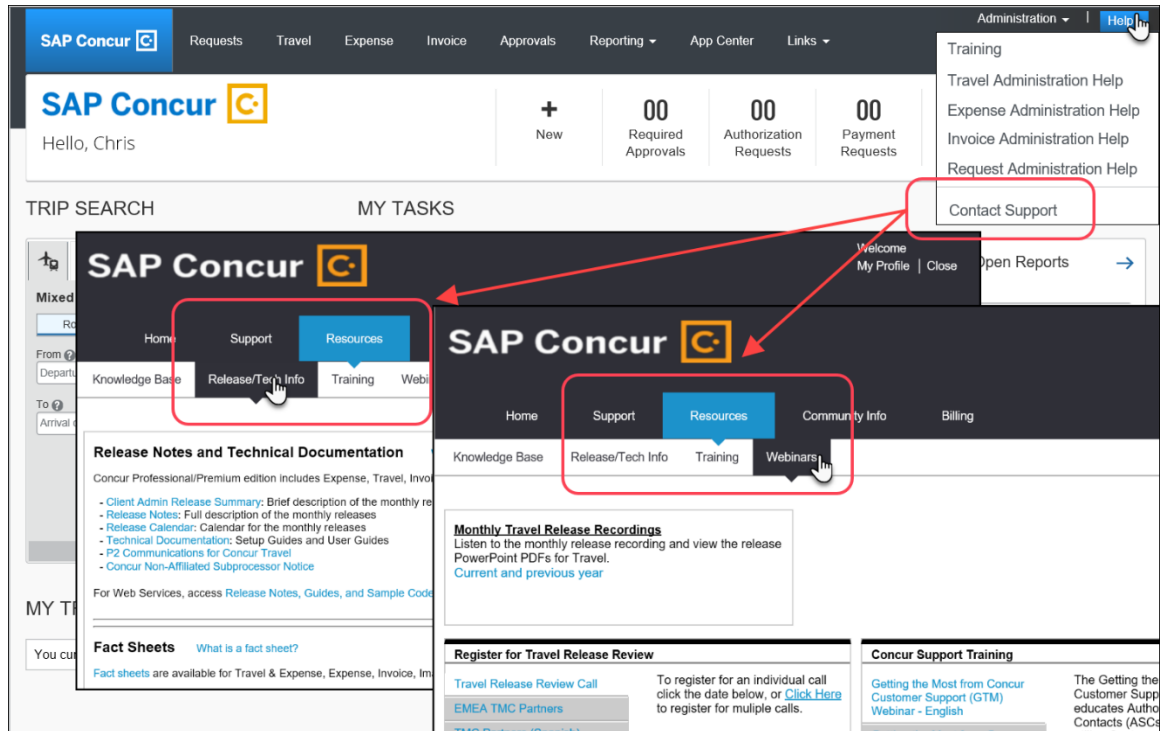 Administration
Help
SAP Concur
Requests
Travel
Expense
Invoice
Approvals
Reporting
App Center
Links
Training
Travel Administration Help
Expense Administration Help
Invoice Administration Help
Request Administration Help
Contact Support
SAP Concur
Hello, Chris
+
New
00
Required
Approvals
00
Authorization
Requests
00
Payment
Requests
TRIP SEARCH
MY TASKS
Open Reports
Mixed
From
To
SAP Concur
Welcome
My Profile | Close
Home
Support
Resources
Knowledge Base
Release/Tech Info
Training
Release Notes and Technical Documentation
Concur Professional/Premium edition includes Expense, Travel,
- Client Admin Release Summary: Brief description of the monthly
- Release Notes: Full description of the monthly releases
- Release Calendar: Calendar for the monthly releases
- Technical Documentation: Setup Guides and User Guides
- P2 Communications for Concur Travel
- Concur Non-Affiliated Subprocessor Notice
For Web Services, access Release Notes, Guides, and Sample Code
Fact Sheets What is a fact sheet?
Fact sheets are available for Travel & Expense, Expense, Invoice,
MY
You
SAP Concur
Home
Support
Resources
Community Info
Billing
Knowledge Base
Release/Tech Info
Training
Webinars
Monthly Travel Release Recordings
Listen to the monthly release recording and view the release
PowerPoint PDFs for Travel.
Current and previous year
Register for Travel Release Review
Travel Release Review Call
EMEA TMC Partners
To register for an individual call
click the date below, or Click Here
to register for muliple calls.
Concur Support Training
Getting the Most from Concur
Customer Support (GTM)
Webinar - English
The Getting the
Customer Supp
educates Autho
Contacts (ASCs